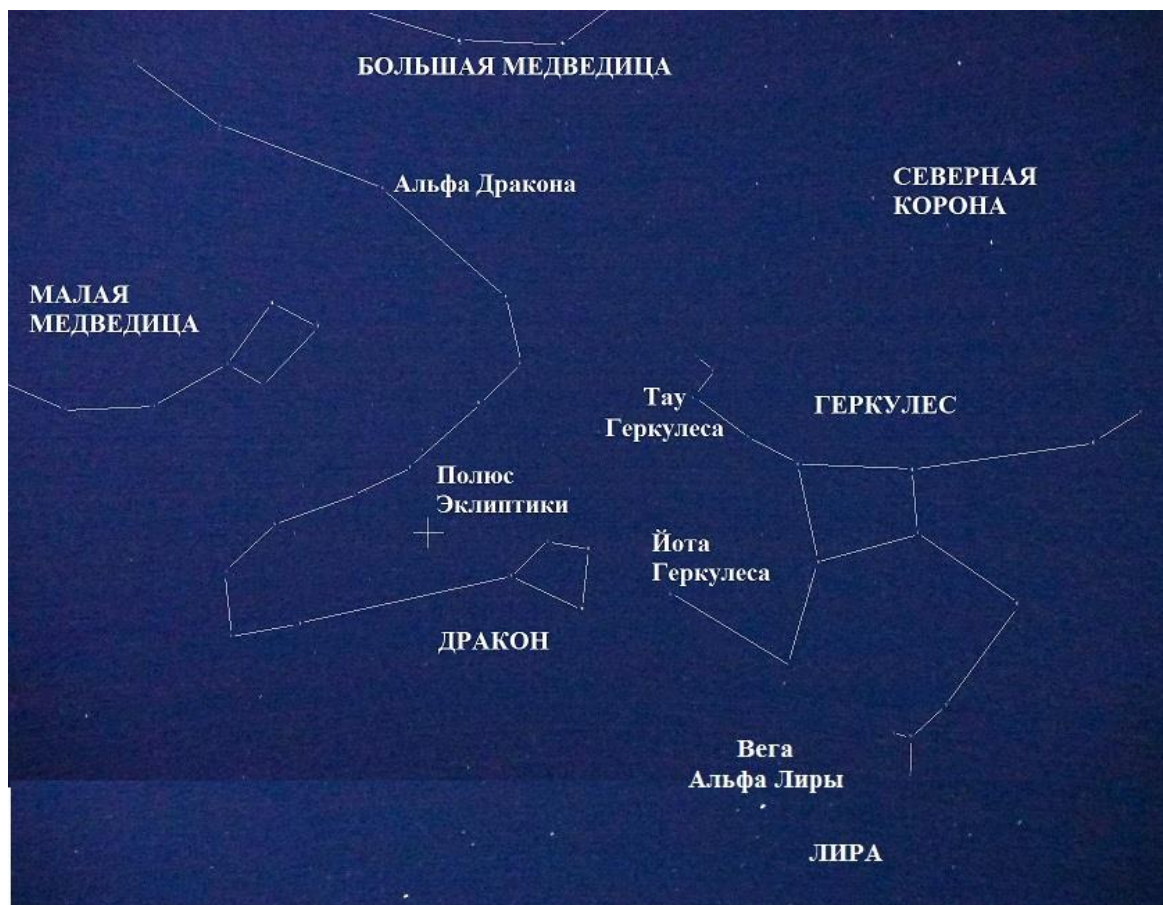 БОЛЬШАЯ МЕДВЕДИЦА
Альфа Дракона
СЕВЕРНАЯ
КОРОНА
МАЛАЯ
МЕДВЕДИЦА
Тау
Геркулеса
ГЕРКУЛЕС
Полюс
Эклиптики
Йота
Геркулеса
ДРАКОН
Вега
Альфа Лиры
ЛИРА